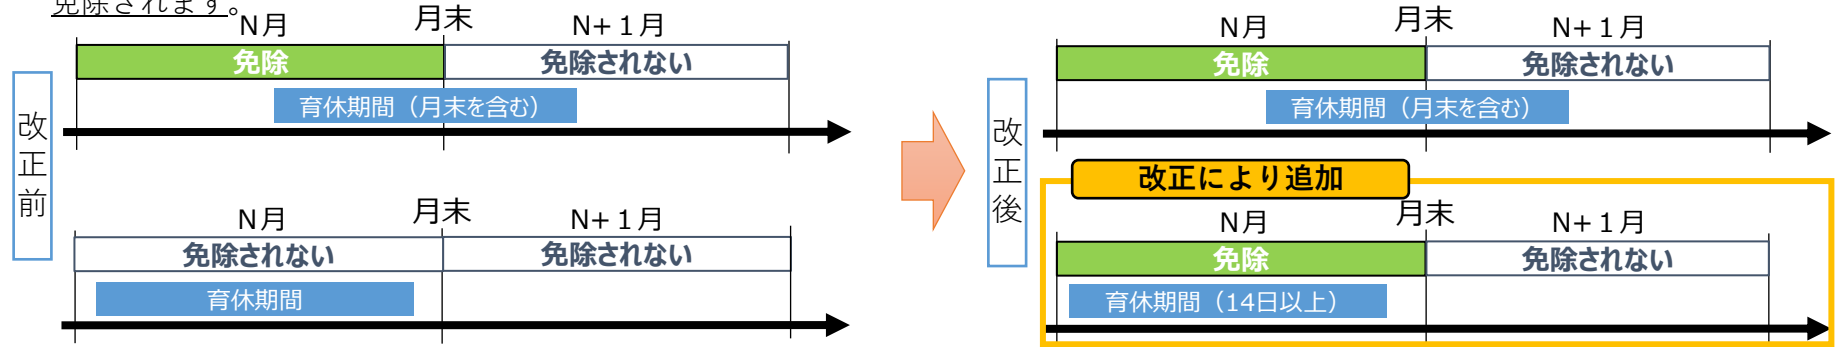 免除されます。
改正前
N月 月末 N+１月
免除 免除されない
育休期間（月末を含む）
N月 月末 N+１月
免除されない 免除されない
育休期間
改正後
N月 月末 N+１月
免除 免除されない
育休期間（月末を含む）
改正により追加
N月 月末 N+１月
免除 免除されない
育休期間（14日以上）